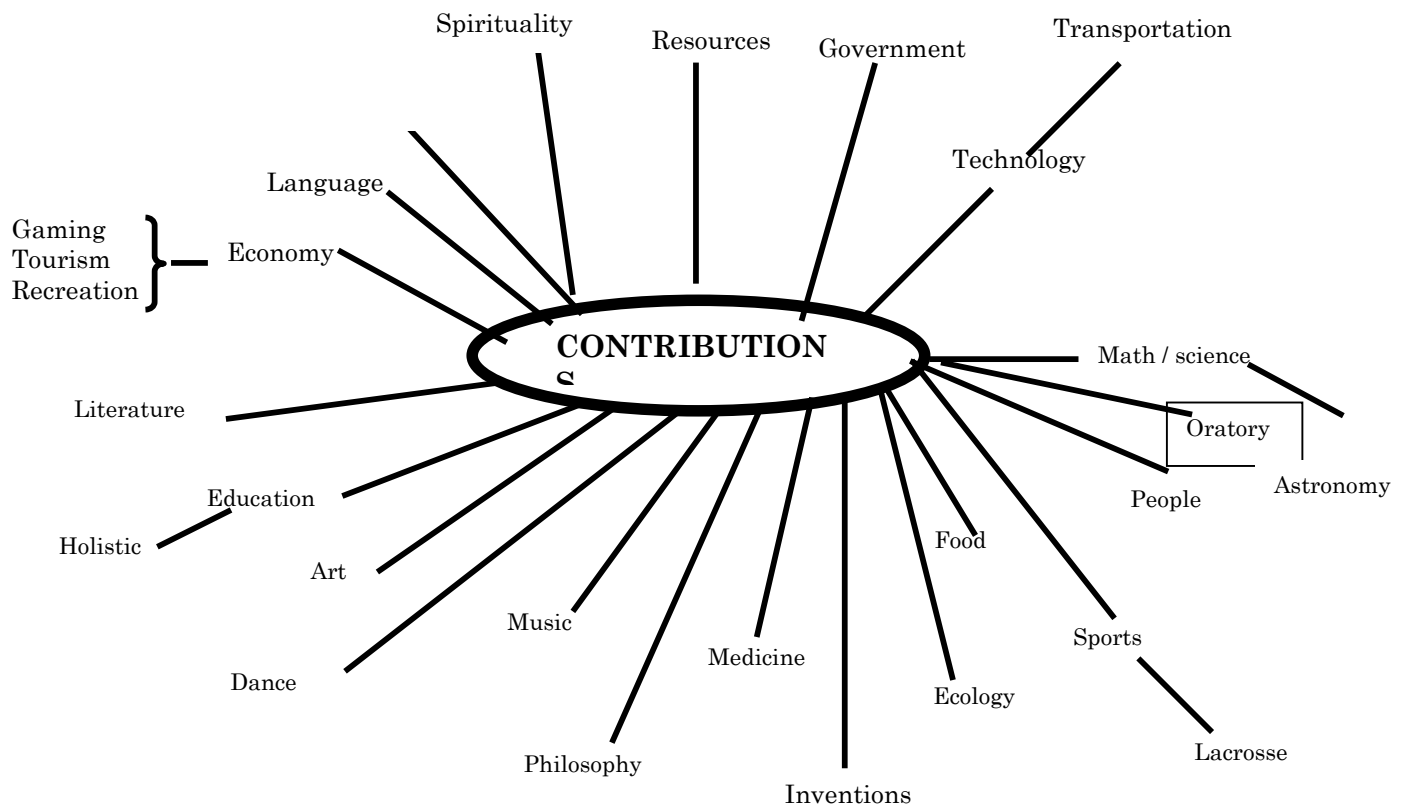 Spirituality
Resources
Government
Transportation
Technology
Language
Gaming
Tourism
Recreation
Economy
CONTRIBUTION
S
Math / science
Literature
Oratory
Astronomy
People
Education
Holistic
Food
Art
Music
Sports
Medicine
Dance
Ecology
Lacrosse
Philosophy
Inventions